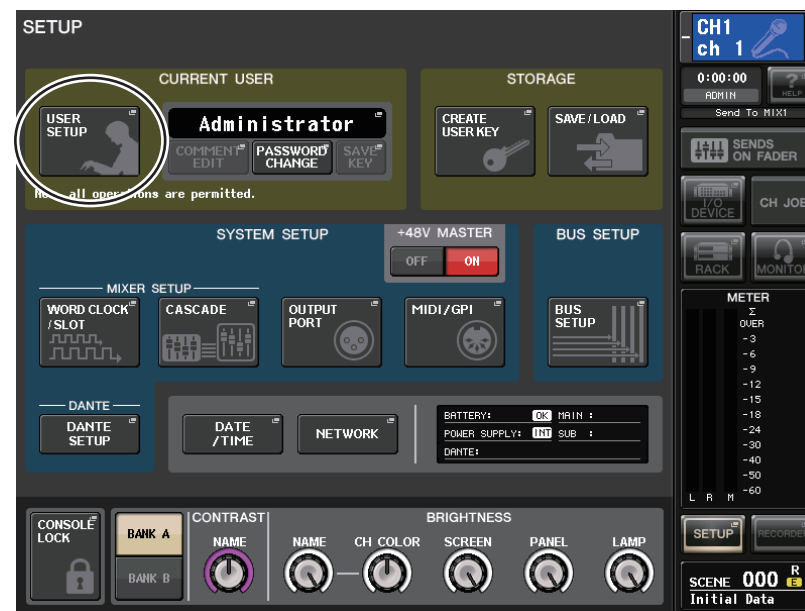 SETUP
CURRENT USER
USER
SETUP
Administrator
COMMENT
EDIT
PASSWORD
CHANGE
SAVE
KEY
all operations are permitted.
STORAGE
CREATE
USER KEY
SAVE/LOAD
SYSTEM SETUP
+48V MASTER
OFF
ON
BUS SETUP
MIXER SETUP
WORD CLOCK
/SLOT
CASCADE
OUTPUT
PORT
MIDI/GPI
BUS
SETUP
DANTE
DANTE
SETUP
DATE
/TIME
NETWORK
BATTERY: OK MAIN :
POWER SUPPLY: INT SUB :
DANTE:
CONSOLE
LOCK
BANK A
BANK B
CONTRAST
NAME
BRIGHTNESS
NAME
CH COLOR
SCREEN
PANEL
LAMP
CH1
ch 1
0:00:00
ADMIN
?
HELP
Send To MIX1
SENDS
ON FADER
I/O
DEVICE
CH JOB
RACK
MONITOR
METER
Σ
OVER
-3
-6
-9
-12
-15
-18
-24
-30
-40
-50
-60
L R M
SETUP
RECORDER
SCENE 000 R
E
Initial Data